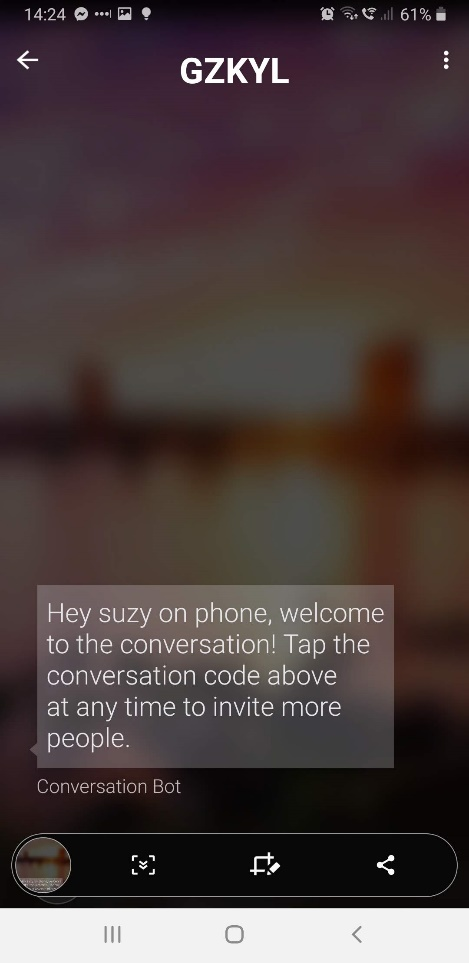 14:24 61%
GZKYL
Hey suzy on phone, welcome
to the conversation! Tap the
conversation code above
at any time to invite more
people.
Conversation Bot